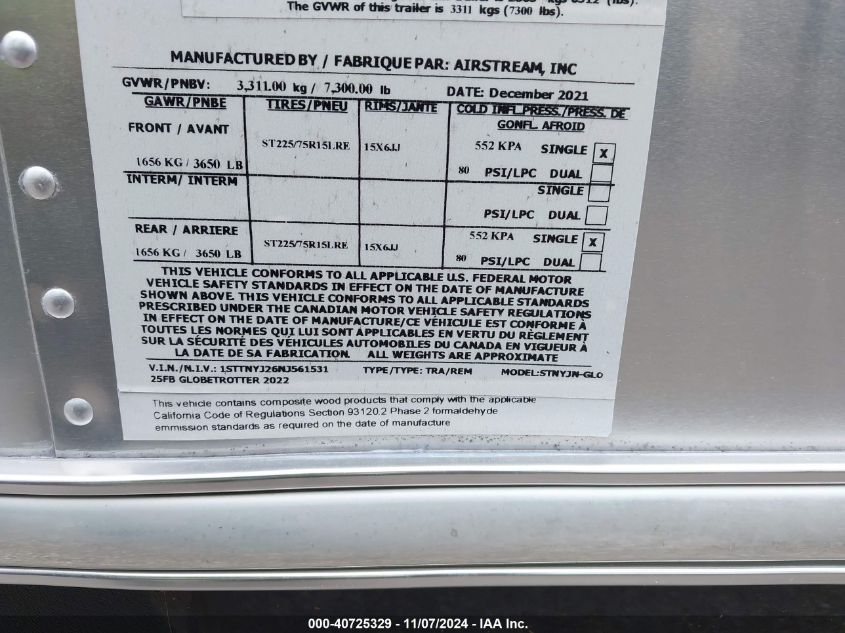 The GVWR of this trailer is 3311 kgs (7300 lbs).
MANUFACTURED BY / FABRIQUE PAR: AIRSTREAM, INC
GVWR/PNBV: 3,311.00 kg / 7,300.00 lb DATE: December 2021
GAWR/PNBE TIRES/PNEU RIMS/JANTE COLD INFL.PRESS./PRESS. DE
GONFL. AFROID
FRONT / AVANT
1656 KG / 3650 LB ST225/75R15LRE 15X6JJ 552 KPA SINGLE X
80 PSI/LPC DUAL
INTERM/ INTERM SINGLE
PSI/LPC DUAL
REAR / ARRIERE
1656 KG / 3650 LB ST225/75R15LRE 15X6JJ 552 KPA SINGLE X
80 PSI/LPC DUAL
THIS VEHICLE CONFORMS TO ALL APPLICABLE U.S. FEDERAL MOTOR
VEHICLE SAFETY STANDARDS IN EFFECT ON THE DATE OF MANUFACTURE
SHOWN ABOVE. THIS VEHICLE CONFORMS TO ALL APPLICABLE STANDARDS
PRESCRIBED UNDER THE CANADIAN MOTOR VEHICLE SAFETY REGULATIONS
IN EFFECT ON THE DATE OF MANUFACTURE/CE VÉHICULE EST CONFORME À
TOUTES LES NORMES QUI LUI SONT APPLICABLES EN VERTU DU RÈGLEMENT
SUR LA SÉCURITÉ DES VÉHICULES AUTOMOBILES DU CANADA EN VIGUEUR À
LA DATE DE SA FABRICATION. ALL WEIGHTS ARE APPROXIMATE
V.I.N./N.I.V.: 1STTNYJ26NJ561531 TYPE/TYPE: TRA/REM MODEL:STNYJN-GLO
25FB GLOBETROTTER 2022
This vehicle contains composite wood products that comply with the applicable
California Code of Regulations Section 93120.2 Phase 2 formaldehyde
emmission standards as required on the date of manufacture
000-40725329 - 11/07/2024 - IAA Inc.